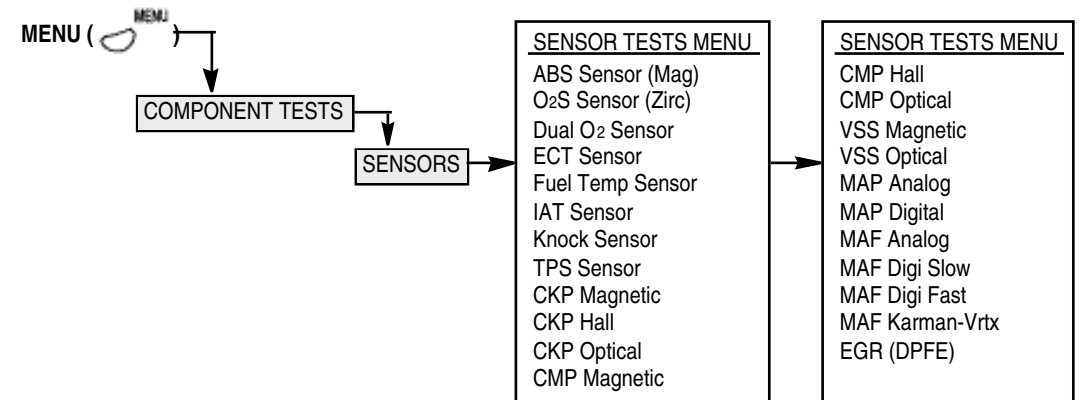 MENU
MENU ( )
COMPONENT TESTS
SENSORS
SENSOR TESTS MENU
ABS Sensor (Mag)
O2S Sensor (Zirc)
Dual O2 Sensor
ECT Sensor
Fuel Temp Sensor
IAT Sensor
Knock Sensor
TPS Sensor
CKP Magnetic
CKP Hall
CKP Optical
CMP Magnetic
SENSOR TESTS MENU
CMP Hall
CMP Optical
VSS Magnetic
VSS Optical
MAP Analog
MAP Digital
MAF Analog
MAF Digi Slow
MAF Digi Fast
MAF Karman-Vrtx
EGR (DPFE)